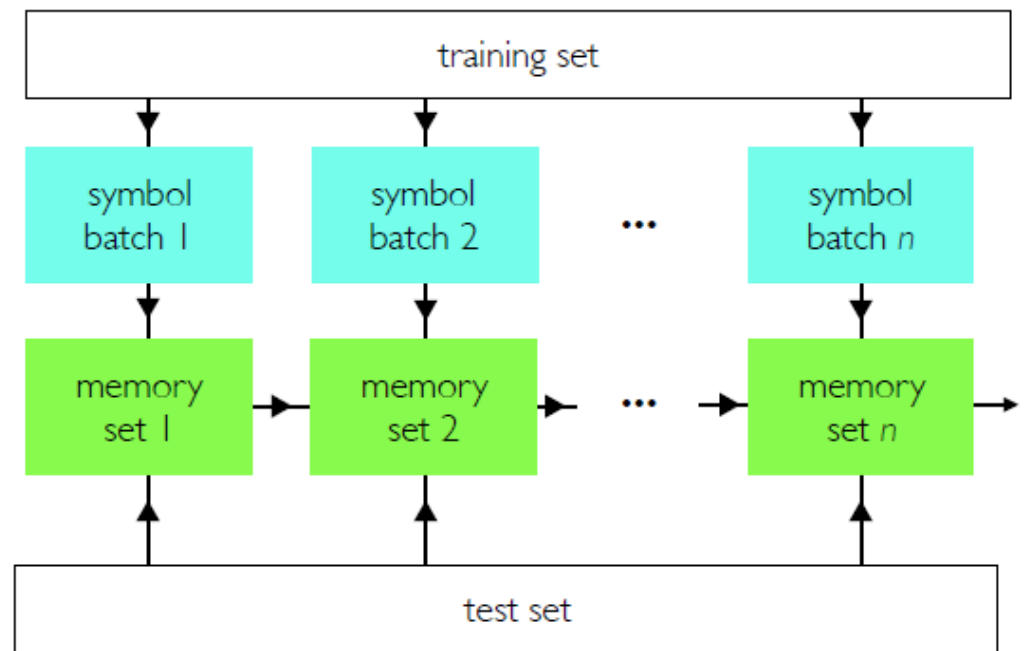 training set
symbol
batch 1
symbol
batch 2
...
symbol
batch n
memory
set 1
memory
set 2
...
memory
set n
test set